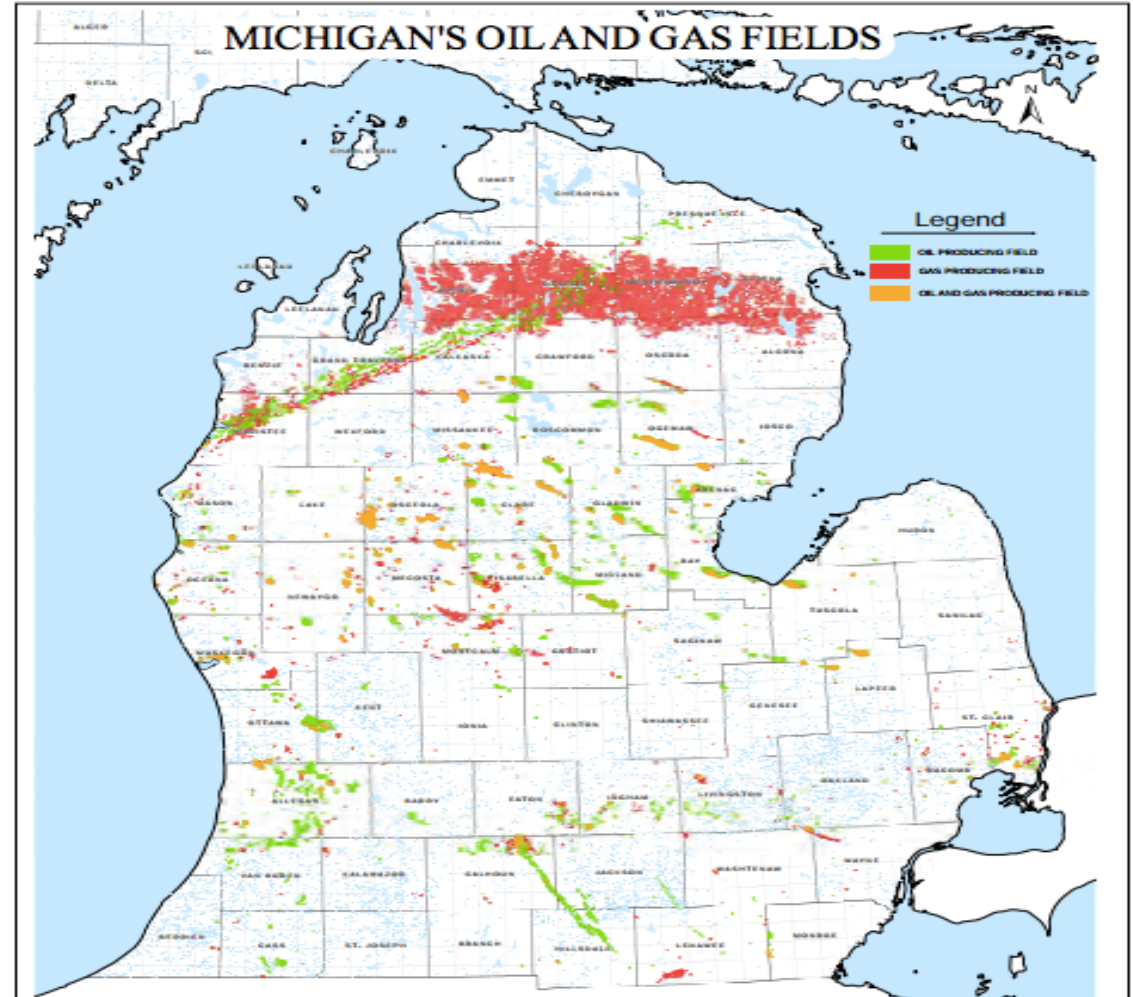 MICHIGAN'S OIL AND GAS FIELDS
ALGER
DELTA
N
CHARLEVOIX
EMMET
CHEBOYGAN
PRESQUE ISLE
Legend
CHARLEVOIX
OIL PRODUCING FIELD
LEELANAU
GAS PRODUCING FIELD
OIL AND GAS PRODUCING FIELD
LEELANAU
BENZIE
GRAND TRAVERSE
KALKASKA
CRAWFORD
OSCODA
ALCONA
MANISTEE
WEXFORD
MISSAUKEE
ROSCOMMON
OGEMAW
IOSCO
MASON
LAKE
OSCEOLA
CLARE
GLADWIN
ARENAC
HURON
OCEANA
NEWAYGO
MECOSTA
ISABELLA
MIDLAND
BAY
TUSCOLA
SANILAC
MUSKEGON
MONTCALM
GRATIOT
SAGINAW
OTTAWA
KENT
IONIA
CLINTON
SHIAWASSEE
GENESEE
LAPEER
ST. CLAIR
ALLEGAN
BARRY
EATON
INGHAM
LIVINGSTON
OAKLAND
MACOMB
VAN BUREN
KALAMAZOO
CALHOUN
JACKSON
WASHTENAW
WAYNE
BERRIEN
CASS
ST. JOSEPH
BRANCH
HILLSDALE
LENAWEE
MONROE